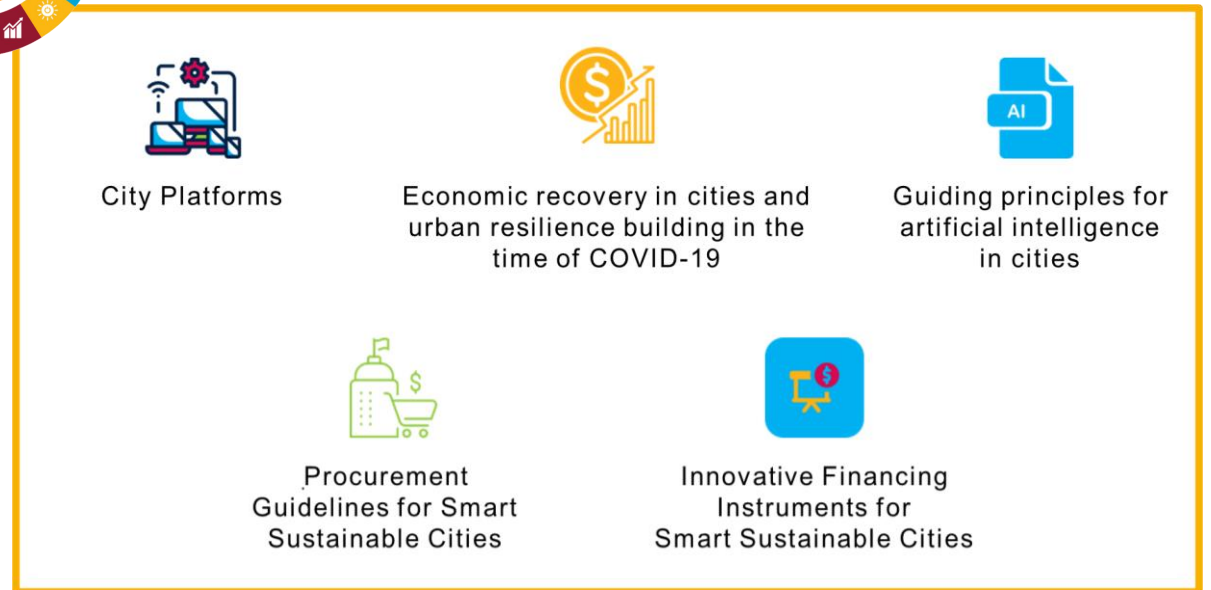 AI
City Platforms
Economic recovery in cities and
urban resilience building in the
time of COVID-19
Guiding principles for
artificial intelligence
in cities
Procurement
Guidelines for Smart
Sustainable Cities
Innovative Financing
Instruments for
Smart Sustainable Cities